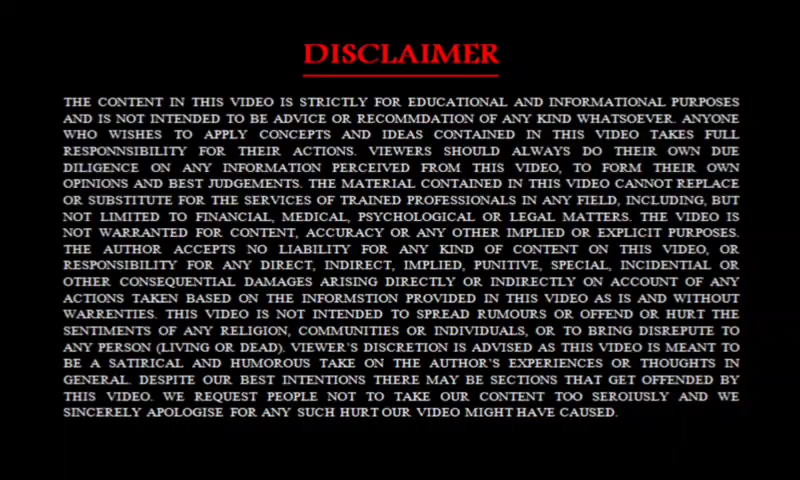 DISCLAIMER
THE CONTENT IN THIS VIDEO IS STRICTLY FOR EDUCATIONAL AND INFORMATIONAL PURPOSES
AND IS NOT INTENDED TO BE ADVICE OR RECOMMDATION OF ANY KIND WHATSOEVER. ANYONE
WHO WISHES TO APPLY CONCEPTS AND IDEAS CONTAINED IN THIS VIDEO TAKES FULL
RESPONNSIBILITY FOR THEIR ACTIONS. VIEWERS SHOULD ALWAYS DO THEIR OWN DUE
DILIGENCE ON ANY INFORMATION PERCEIVED FROM THIS VIDEO, TO FORM THEIR OWN
OPINIONS AND BEST JUDGEMENTS. THE MATERIAL CONTAINED IN THIS VIDEO CANNOT REPLACE
OR SUBSTITUTE FOR THE SERVICES OF TRAINED PROFESSIONALS IN ANY FIELD, INCLUDING, BUT
NOT LIMITED TO FINANCIAL, MEDICAL, PSYCHOLOGICAL OR LEGAL MATTERS. THE VIDEO IS
NOT WARRANTED FOR CONTENT, ACCURACY OR ANY OTHER IMPLIED OR EXPLICIT PURPOSES.
THE AUTHOR ACCEPTS NO LIABILITY FOR ANY KIND OF CONTENT ON THIS VIDEO, OR
RESPONSIBILITY FOR ANY DIRECT, INDIRECT, IMPLIED, PUNITIVE, SPECIAL, INCIDENTAL OR
OTHER CONSEQUENTIAL DAMAGES ARISING DIRECTLY OR INDIRECTLY ON ACCOUNT OF ANY
ACTIONS TAKEN BASED ON THE INFORMSTION PROVIDED IN THIS VIDEO AS IS AND WITHOUT
WARRENTIES. THIS VIDEO IS NOT INTENDED TO SPREAD RUMOURS OR OFFEND OR HURT THE
SENTIMENTS OF ANY RELIGION, COMMUNITIES OR INDIVIDUALS, OR TO BRING DISREPUTE TO
ANY PERSON (LIVING OR DEAD). VIEWER'S DISCRETION IS ADVISED AS THIS VIDEO IS MEANT TO
BE A SATIRICAL AND HUMOROUS TAKE ON THE AUTHOR'S EXPERIENCES OR THOUGHTS IN
GENERAL. DESPITE OUR BEST INTENTIONS THERE MAY BE SECTIONS THAT GET OFFENDED BY
THIS VIDEO. WE REQUEST PEOPLE NOT TO TAKE OUR CONTENT TOO SEROIUSLY AND WE
SINCERELY APOLOGISE FOR ANY SUCH HURT OUR VIDEO MIGHT HAVE CAUSED.